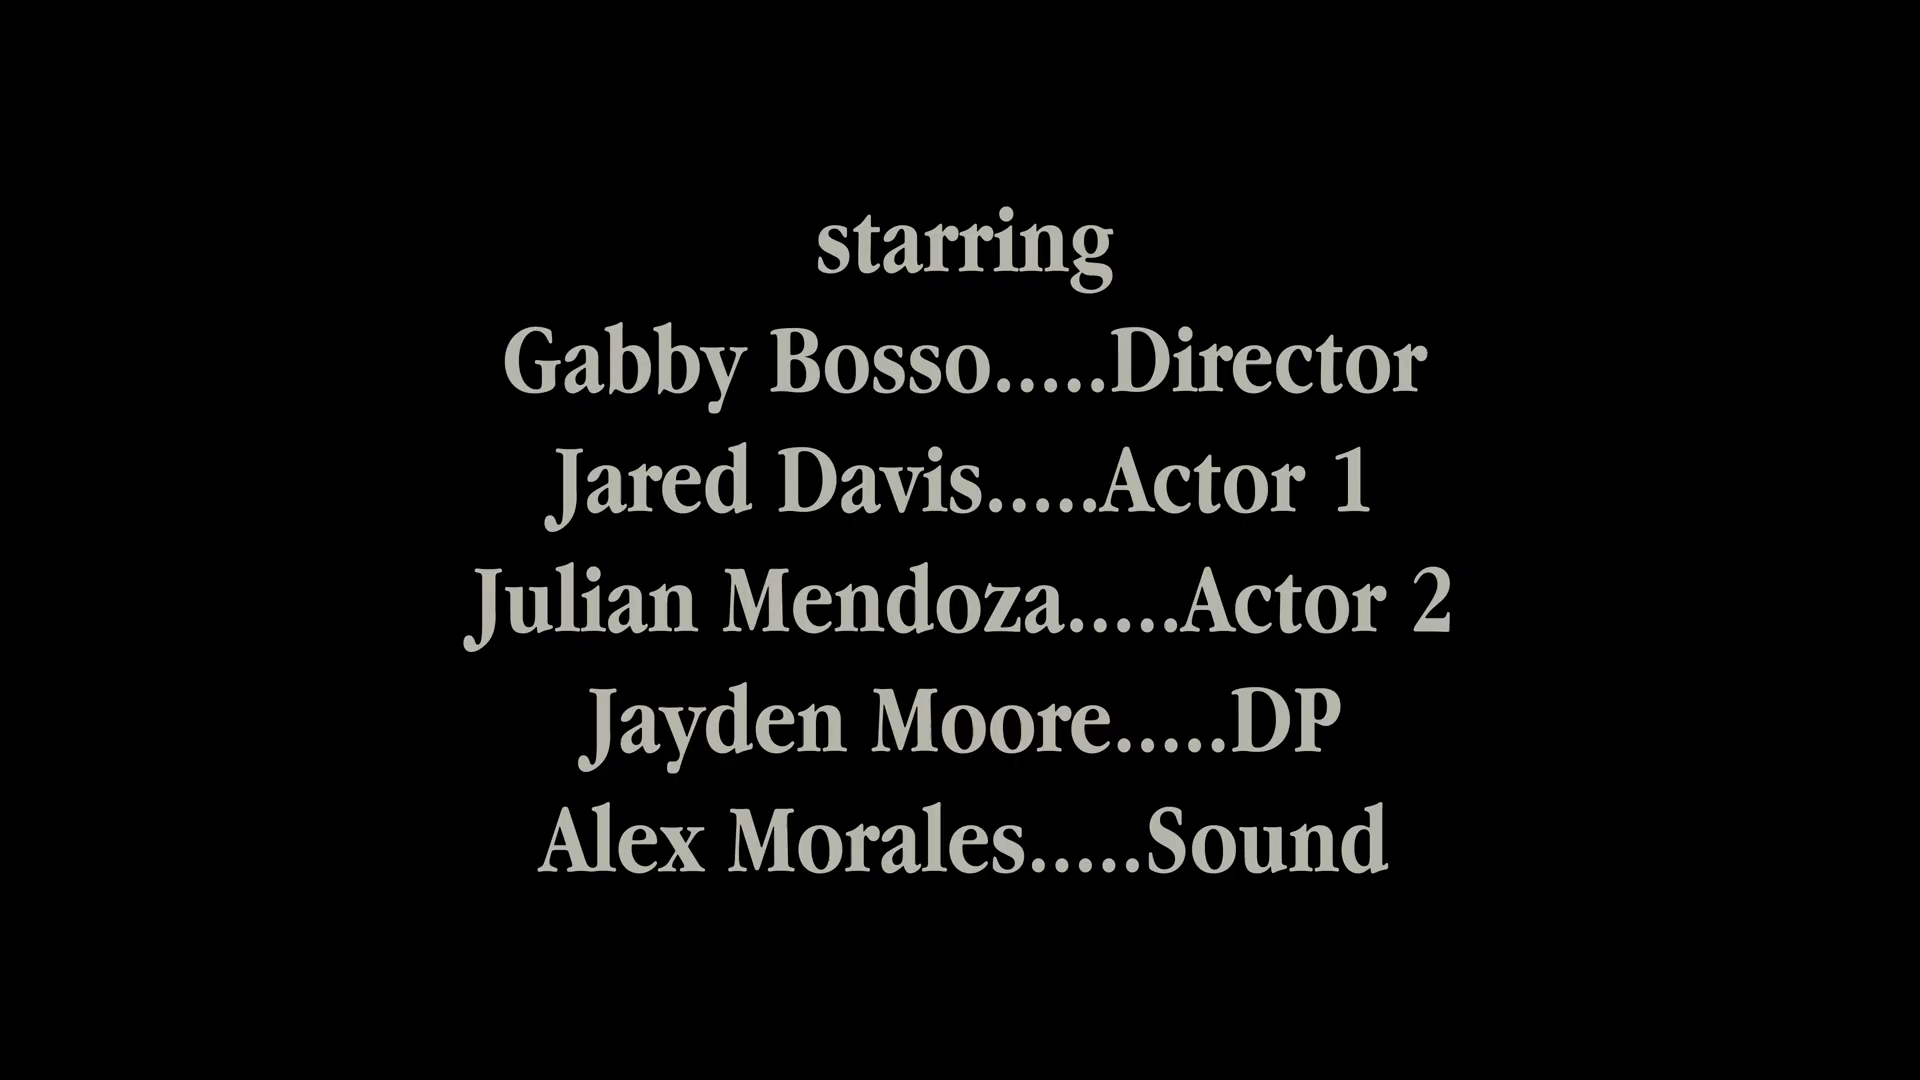 starring
Gabby Bosso.....Director
Jared Davis.....Actor 1
Julian Mendoza.....Actor 2
Jayden Moore.....DP
Alex Morales.....Sound